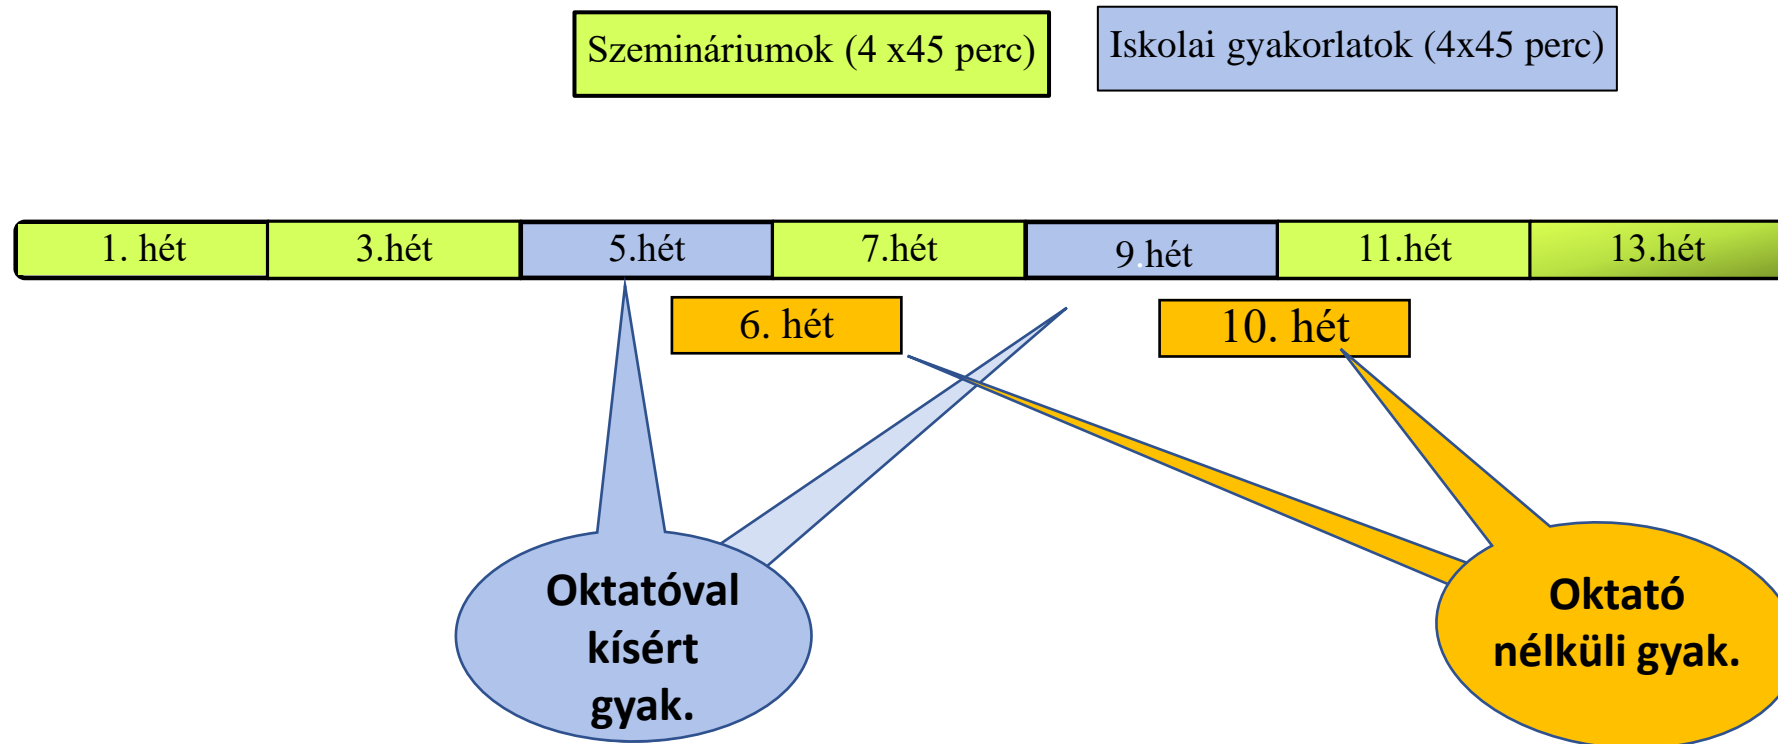 Szemináriumok (4 x45 perc)
Iskolai gyakorlatok (4x45 perc)
1. hét
3.hét
5.hét
7.hét
9.hét
11.hét
13.hét
6. hét
10. hét
Oktatóval
kísért
gyak.
Oktató
nélküli gyak.